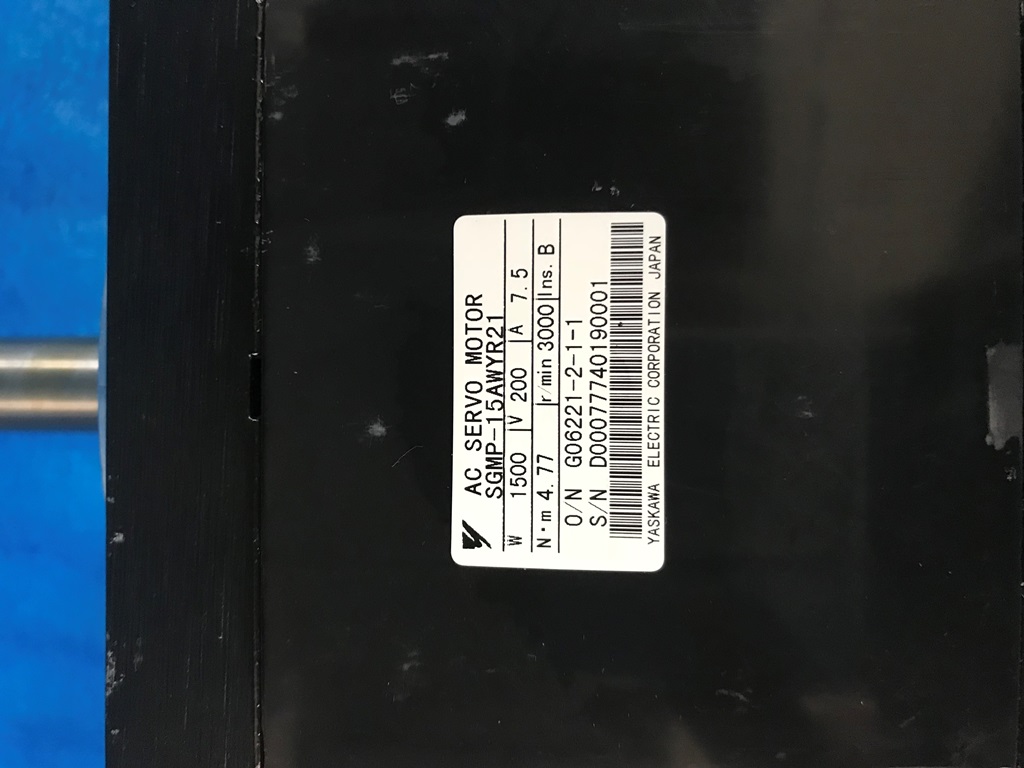 AC SERVO MOTOR
SGMP-15AWYR21
W 1500 V 200 A 7.5
N・m 4.77 r/min 3000 Ins. B
O/N G06221-2-1-1
S/N D000777740190001
YASKAWA ELECTRIC CORPORATION JAPAN